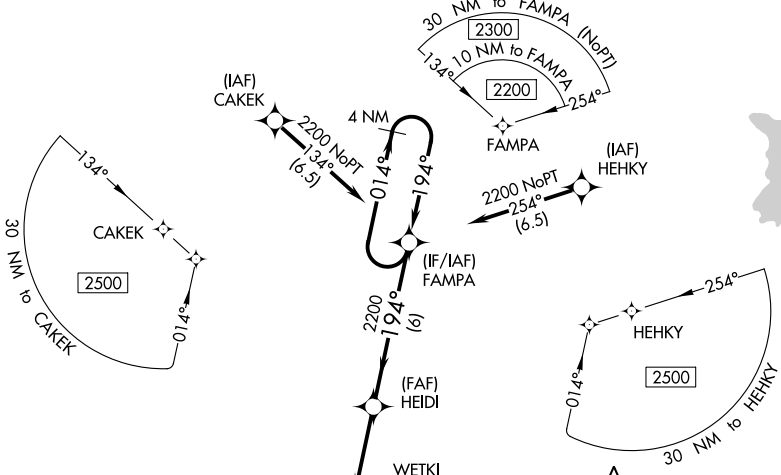 30 NM to FAMPA (NoPT)
2300
10 NM to FAMPA
134°
2200
254°
FAMPA
(IAF)
CAKEK
2200 NoPT
134°
(6.5)
4 NM
014°
194°
(IAF)
HEHKY
2200 NoPT
254°
(6.5)
134°
CAKEK
2500
014°
30 NM to CAKEK
(IF/IAF)
FAMPA
2200
194°
(6)
254°
HEHKY
2500
014°
30 NM to HEHKY
(FAF)
HEIDI
WETKI